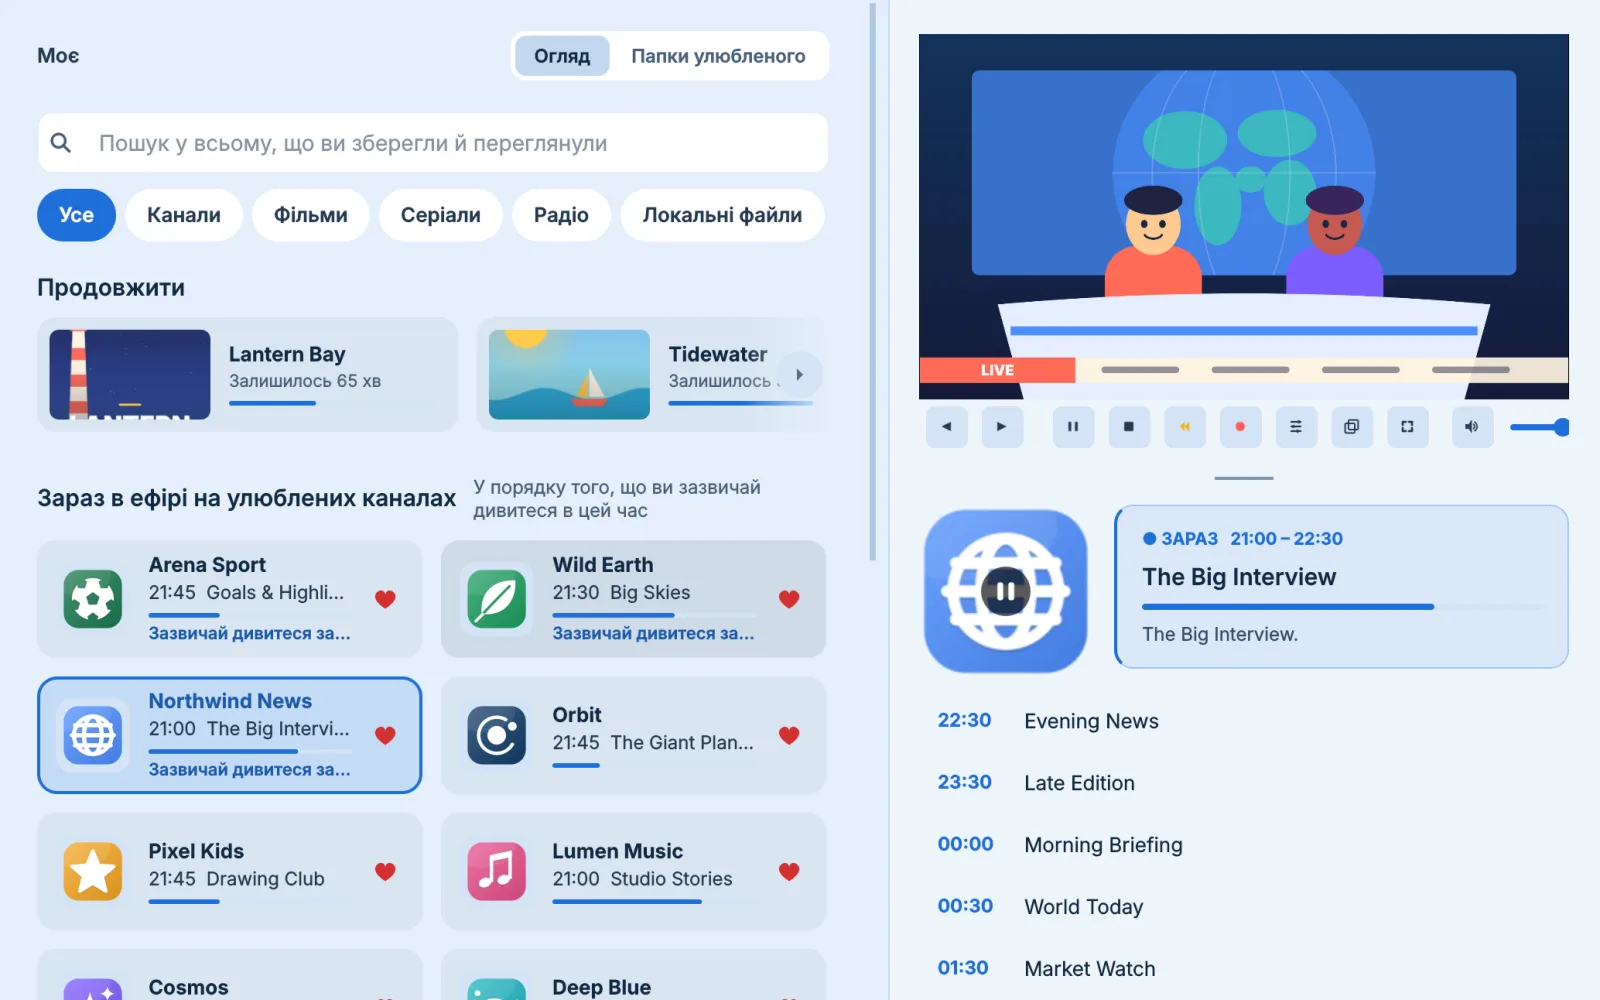 Моє
Огляд
Папки улюбленого
Пошук у всьому, що ви зберегли й переглянули
Усе
Канали
Фільми
Серіали
Радіо
Локальні файли
Продовжити
Lantern Bay
Залишилось 65 хв
Tidewater
Залишилось
Зараз в ефірі на улюблених каналах
У порядку того, що ви зазвичай
дивитеся в цей час
Arena Sport
21:45 Goals & Highli...
Зазвичай дивитеся за...
Wild Earth
21:30 Big Skies
Зазвичай дивитеся за...
Northwind News
21:00 The Big Intervi...
Зазвичай дивитеся за...
Orbit
21:45 The Giant Plan...
Pixel Kids
21:45 Drawing Club
Lumen Music
21:00 Studio Stories
Cosmos
Deep Blue
LIVE
ЗАРАЗ 21:00 – 22:30
The Big Interview
The Big Interview.
22:30 Evening News
23:30 Late Edition
00:00 Morning Briefing
00:30 World Today
01:30 Market Watch